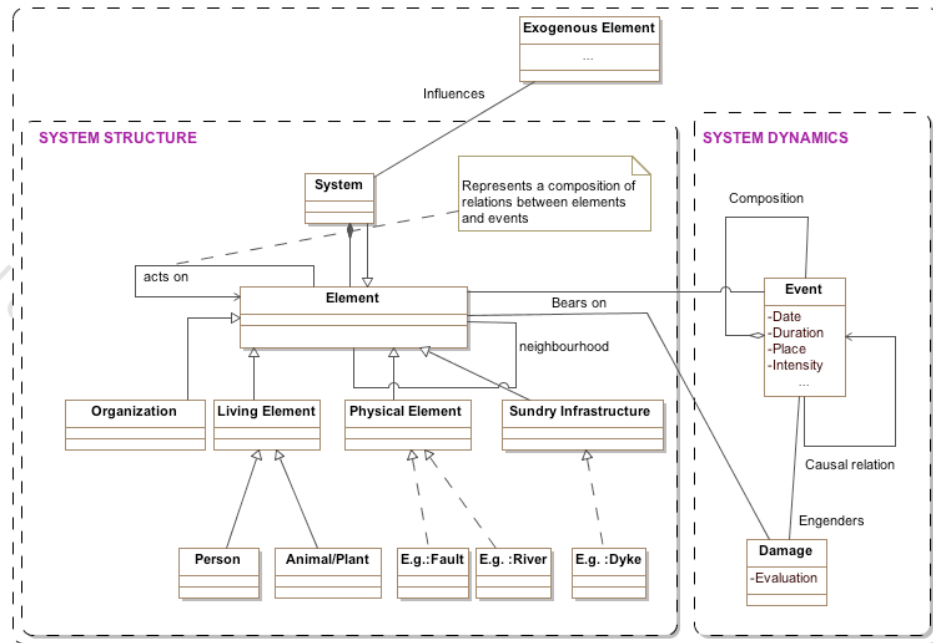 Exogenous Element
...
Influences
SYSTEM STRUCTURE
SYSTEM DYNAMICS
System
Represents a composition of
relations between elements
and events
Composition
acts on
Element
Bears on
Event
-Date
-Duration
-Place
-Intensity
...
neighbourhood
Organization
Living Element
Physical Element
Sundry Infrastructure
Causal relation
Engenders
Person
Animal/Plant
E.g.:Fault
E.g. :River
E.g. :Dyke
Damage
-Evaluation